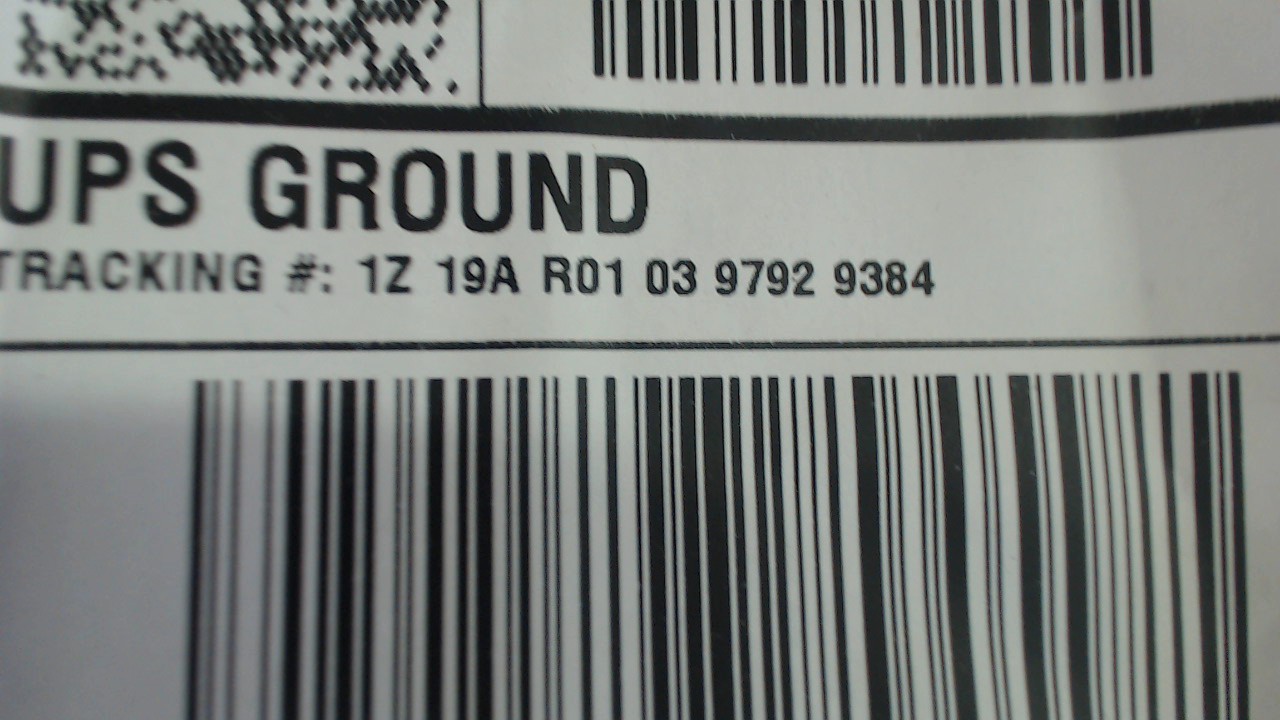 UPS GROUND
TRACKING #: 1Z 19A R01 03 9792 9384